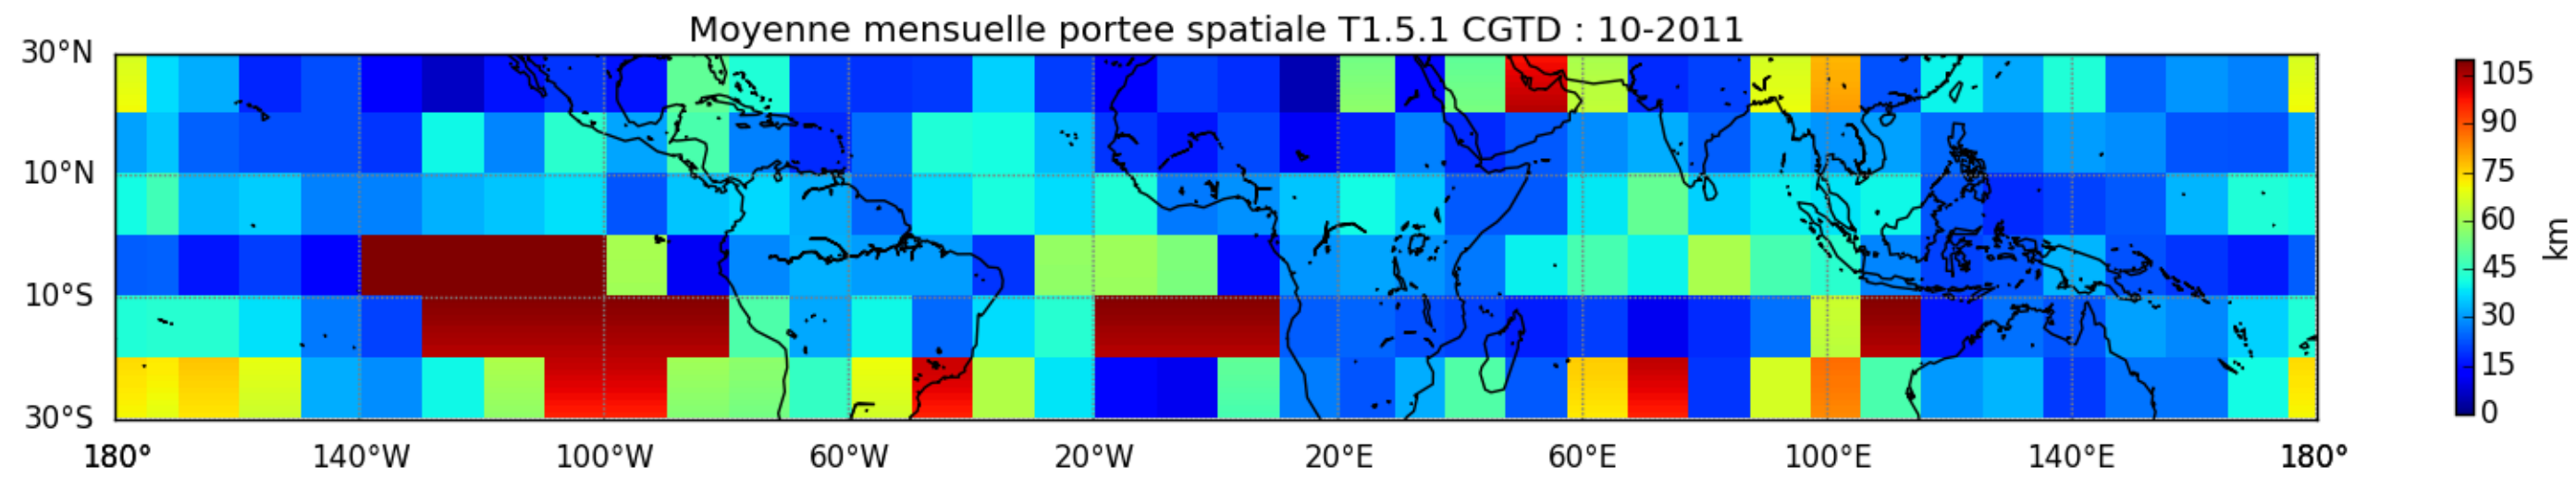 Moyenne mensuelle portee spatiale T1.5.1 CGTD : 10-2011
30°N
10°N
10°S
30°S
180° 140°W 100°W 60°W 20°W 20°E 60°E 100°E 140°E 180°
105
90
75
60
45
30
15
0
km